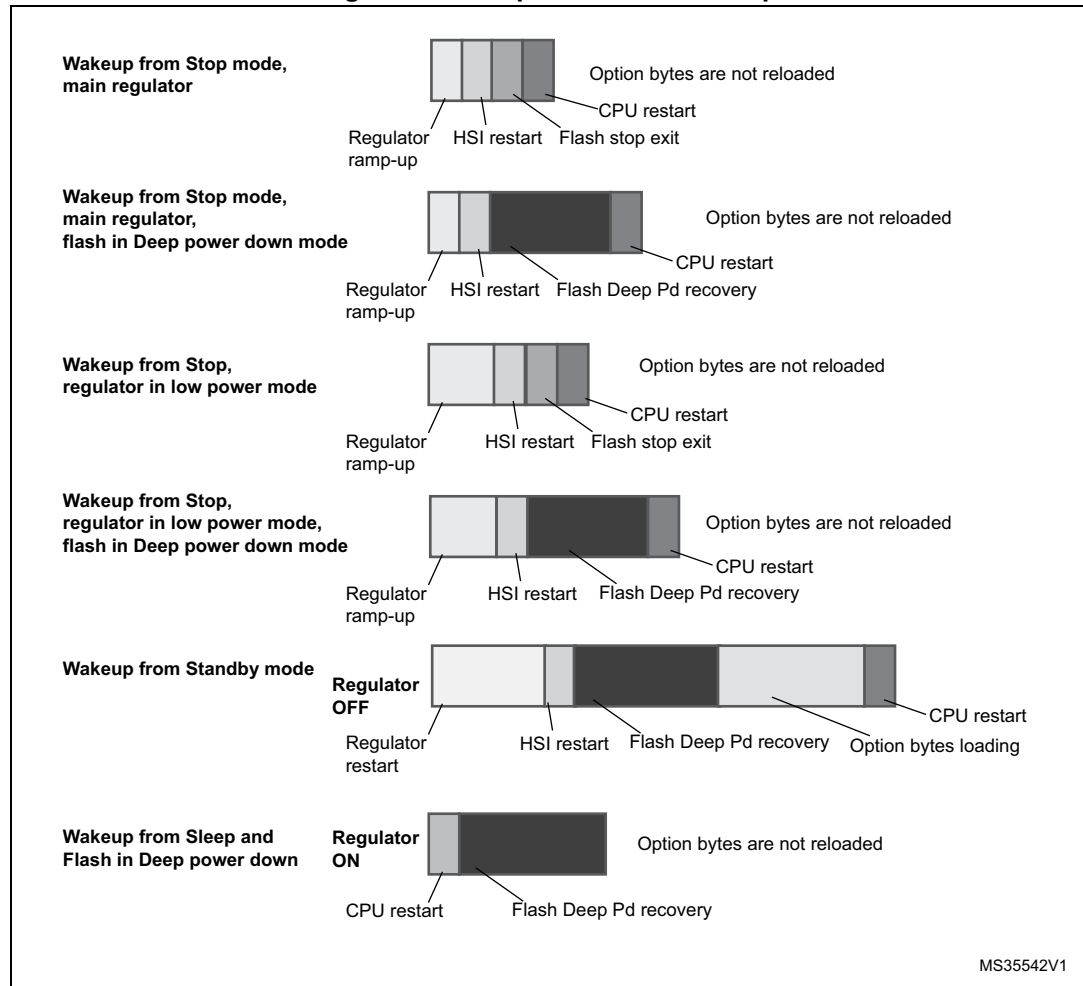 Wakeup from Stop mode,
main regulator
Option bytes are not reloaded
CPU restart
Regulator
ramp-up
HSI restart
Flash stop exit
Wakeup from Stop mode,
main regulator,
flash in Deep power down mode
Option bytes are not reloaded
CPU restart
Regulator
ramp-up
HSI restart
Flash Deep Pd recovery
Wakeup from Stop,
regulator in low power mode
Option bytes are not reloaded
CPU restart
Regulator
ramp-up
HSI restart
Flash stop exit
Wakeup from Stop,
regulator in low power mode,
flash in Deep power down mode
Option bytes are not reloaded
CPU restart
Regulator
ramp-up
HSI restart
Flash Deep Pd recovery
Wakeup from Standby mode
Regulator
OFF
CPU restart
Regulator
restart
HSI restart
Flash Deep Pd recovery
Option bytes loading
Wakeup from Sleep and
Flash in Deep power down
Regulator
ON
Option bytes are not reloaded
CPU restart
Flash Deep Pd recovery
MS35542V1